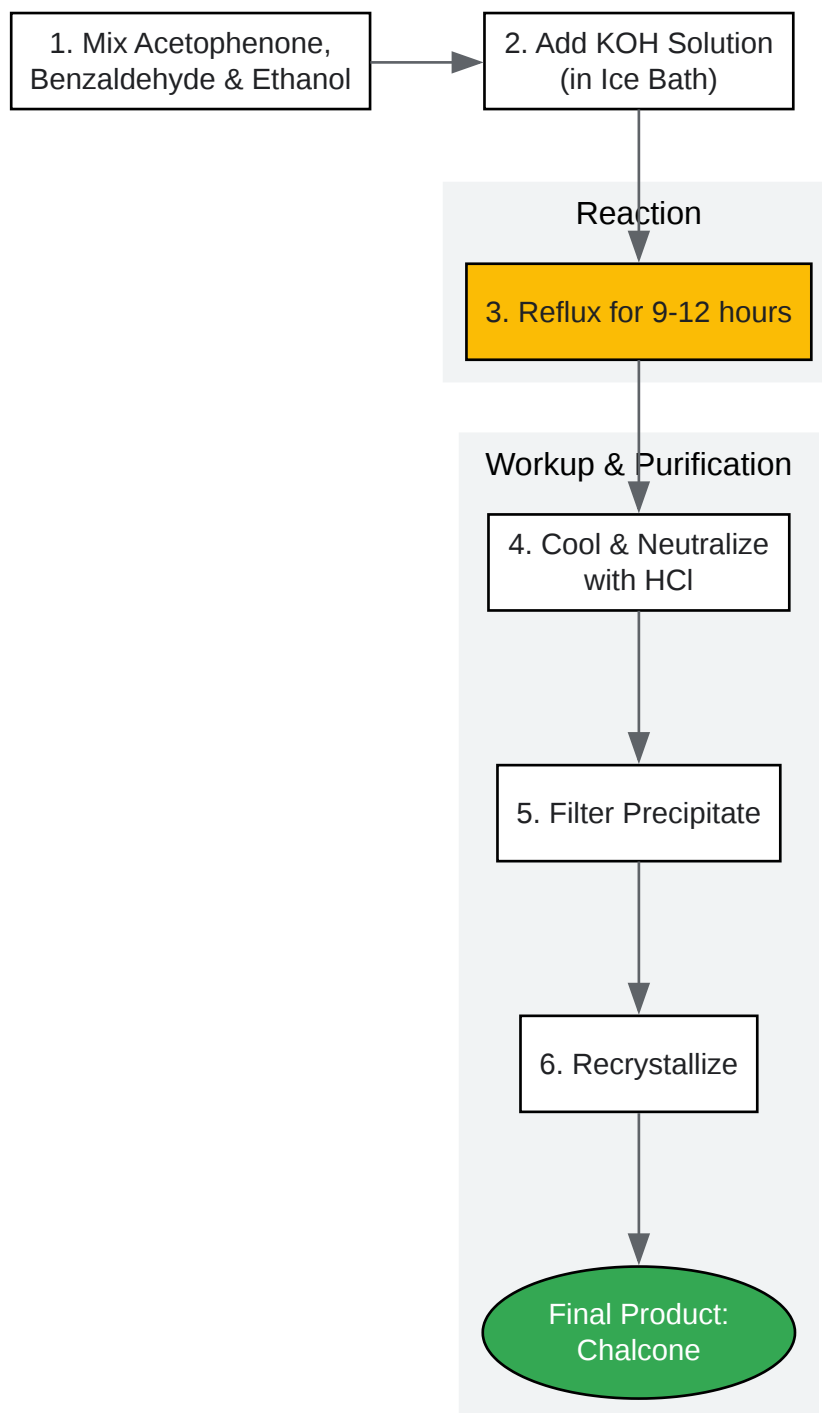 1. Mix Acetophenone,
Benzaldehyde & Ethanol
2. Add KOH Solution
(in Ice Bath)
Reaction
3. Reflux for 9-12 hours
Workup & Purification
4. Cool & Neutralize
with HCl
5. Filter Precipitate
6. Recrystallize
Final Product:
Chalcone